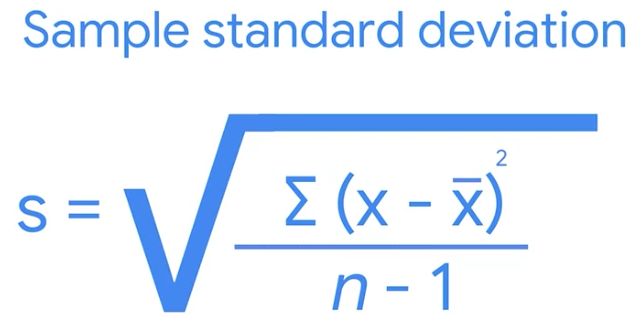 Sample standard deviation
s = √ Σ (x - x̄)²
n - 1